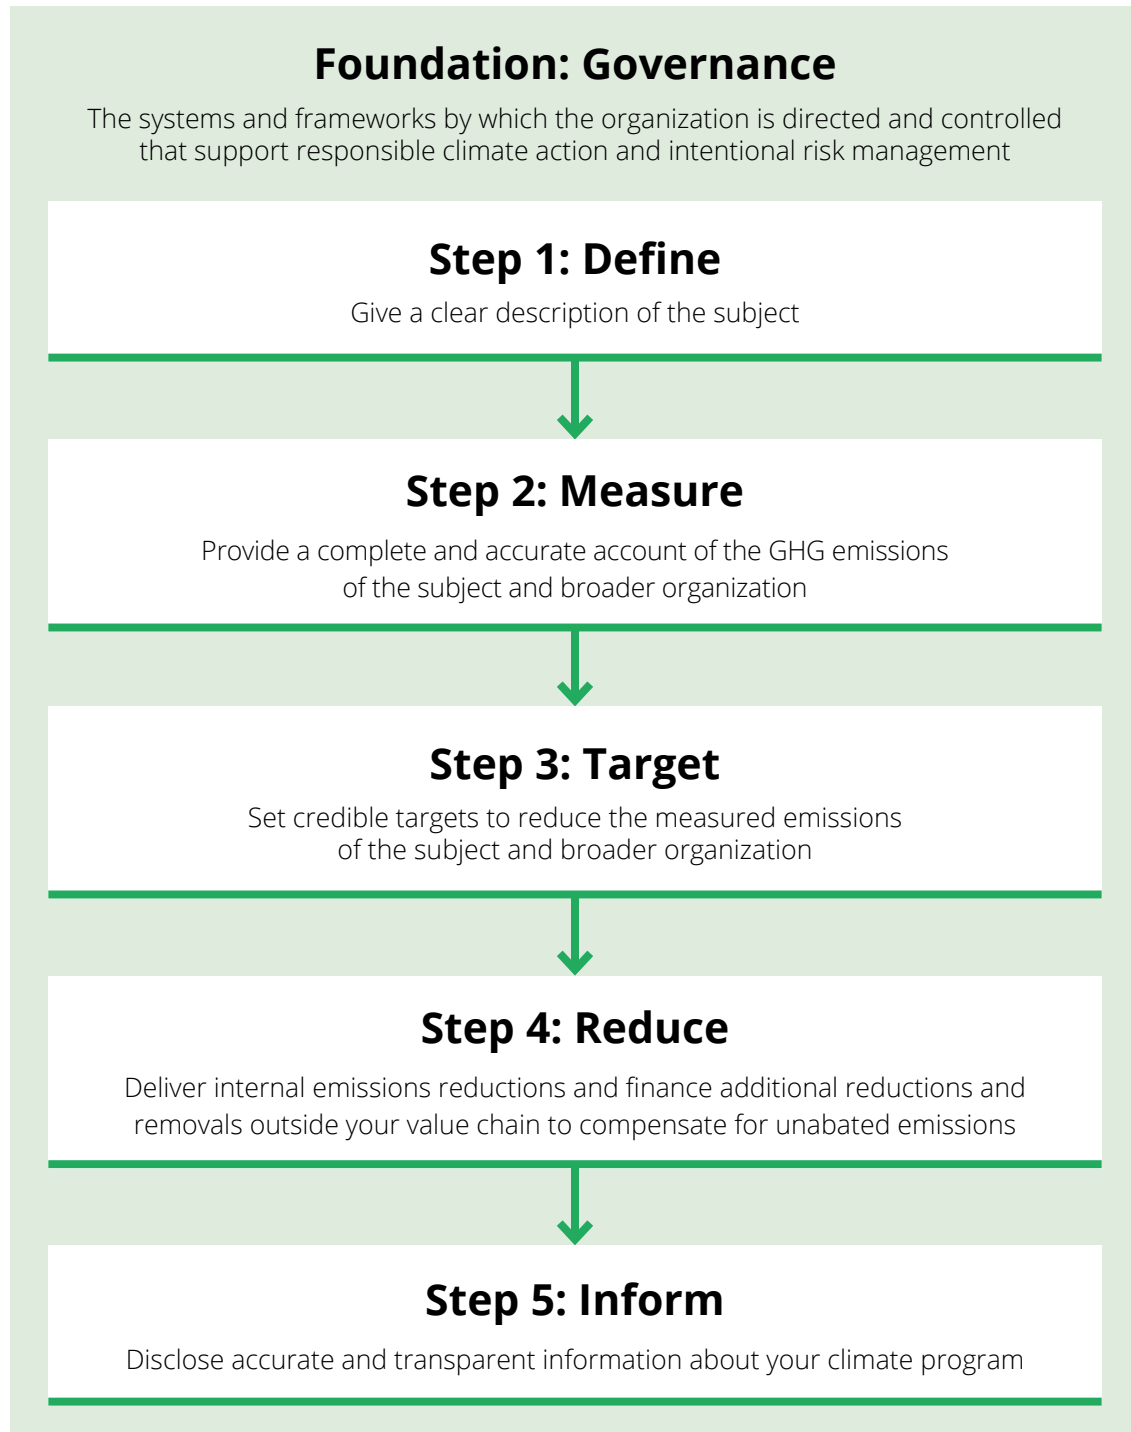 Foundation: Governance
The systems and frameworks by which the organization is directed and controlled
that support responsible climate action and intentional risk management
Step 1: Define
Give a clear description of the subject
Step 2: Measure
Provide a complete and accurate account of the GHG emissions
of the subject and broader organization
Step 3: Target
Set credible targets to reduce the measured emissions
of the subject and broader organization
Step 4: Reduce
Deliver internal emissions reductions and finance additional reductions and
removals outside your value chain to compensate for unabated emissions
Step 5: Inform
Disclose accurate and transparent information about your climate program